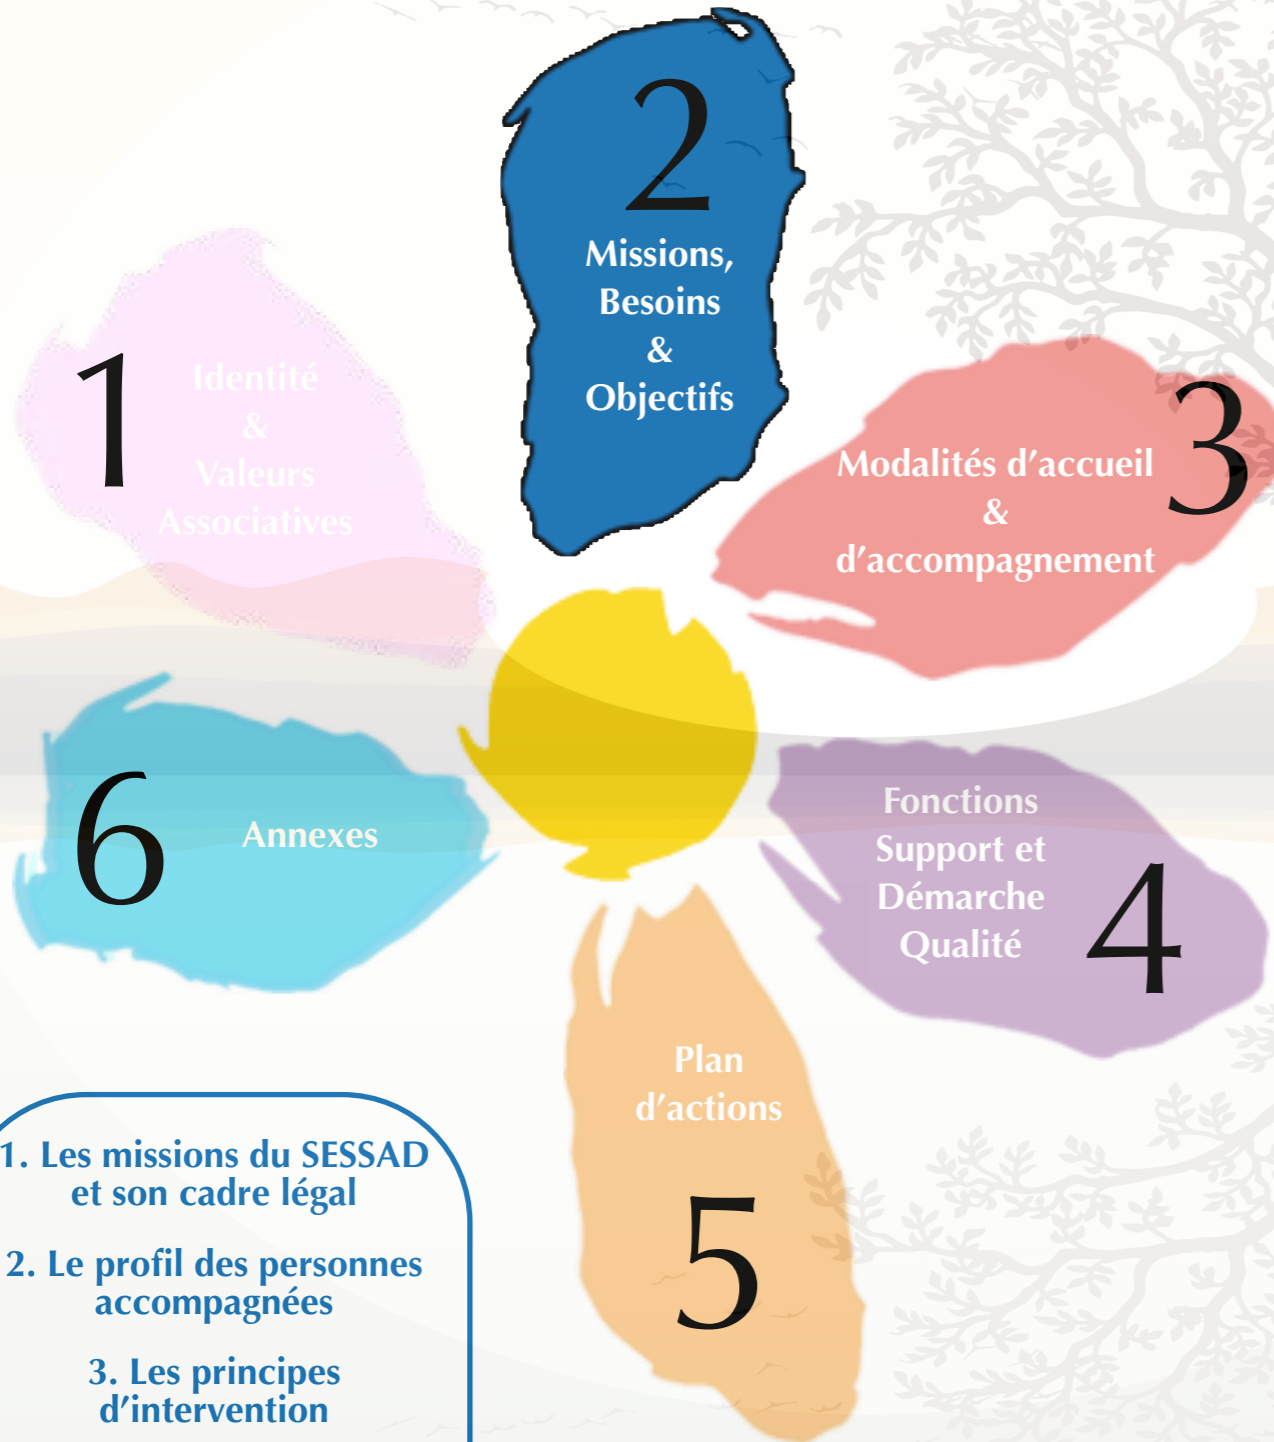 1
Identité
&
Valeurs
Associatives
2
Missions,
Besoins
&
Objectifs
3
Modalités d’accueil
&
d’accompagnement
4
Fonctions
Support et
Démarche
Qualité
5
Plan
d’actions
6
Annexes
1. Les missions du SESSAD
et son cadre légal
2. Le profil des personnes
accompagnées
3. Les principes
d’intervention